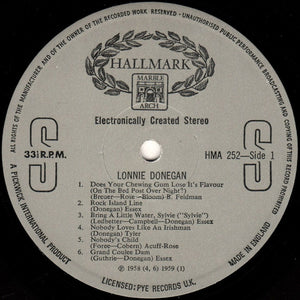 ALL RIGHTS OF THE MANUFACTURER AND OF THE OWNER OF THE RECORDED WORK RESERVED - UNAUTHORISED PUBLIC PERFORMANCE BROADCASTING AND COPYING OF THIS RECORD PROHIBITED
HALLMARK
MARBLE
ARCH
Electronically Created Stereo
S
S
33⅓ R.P.M.
HMA 252—Side 1
LONNIE DONEGAN
1. Does Your Chewing Gum Lose It's Flavour
(On The Bed Post Over Night?)
(Breuer—Rose—Bloom) B. Feldman
2. Rock Island Line
(Donegan) Essex
3. Bring A Little Water, Sylvie ("Sylvie")
(Ledbetter—Campbell—Donegan) Essex
4. Nobody Loves Like An Irishman
(Donegan) Tyler
5. Nobody's Child
(Foree—Coben) Acuff-Rose
6. Grand Coulee Dam
(Guthrie—Donegan) Essex
℗ 1958 (4, 6) 1959 (1)
A PICKWICK INTERNATIONAL PRODUCT
MADE IN ENGLAND
LICENSED: PYE RECORDS U.K.